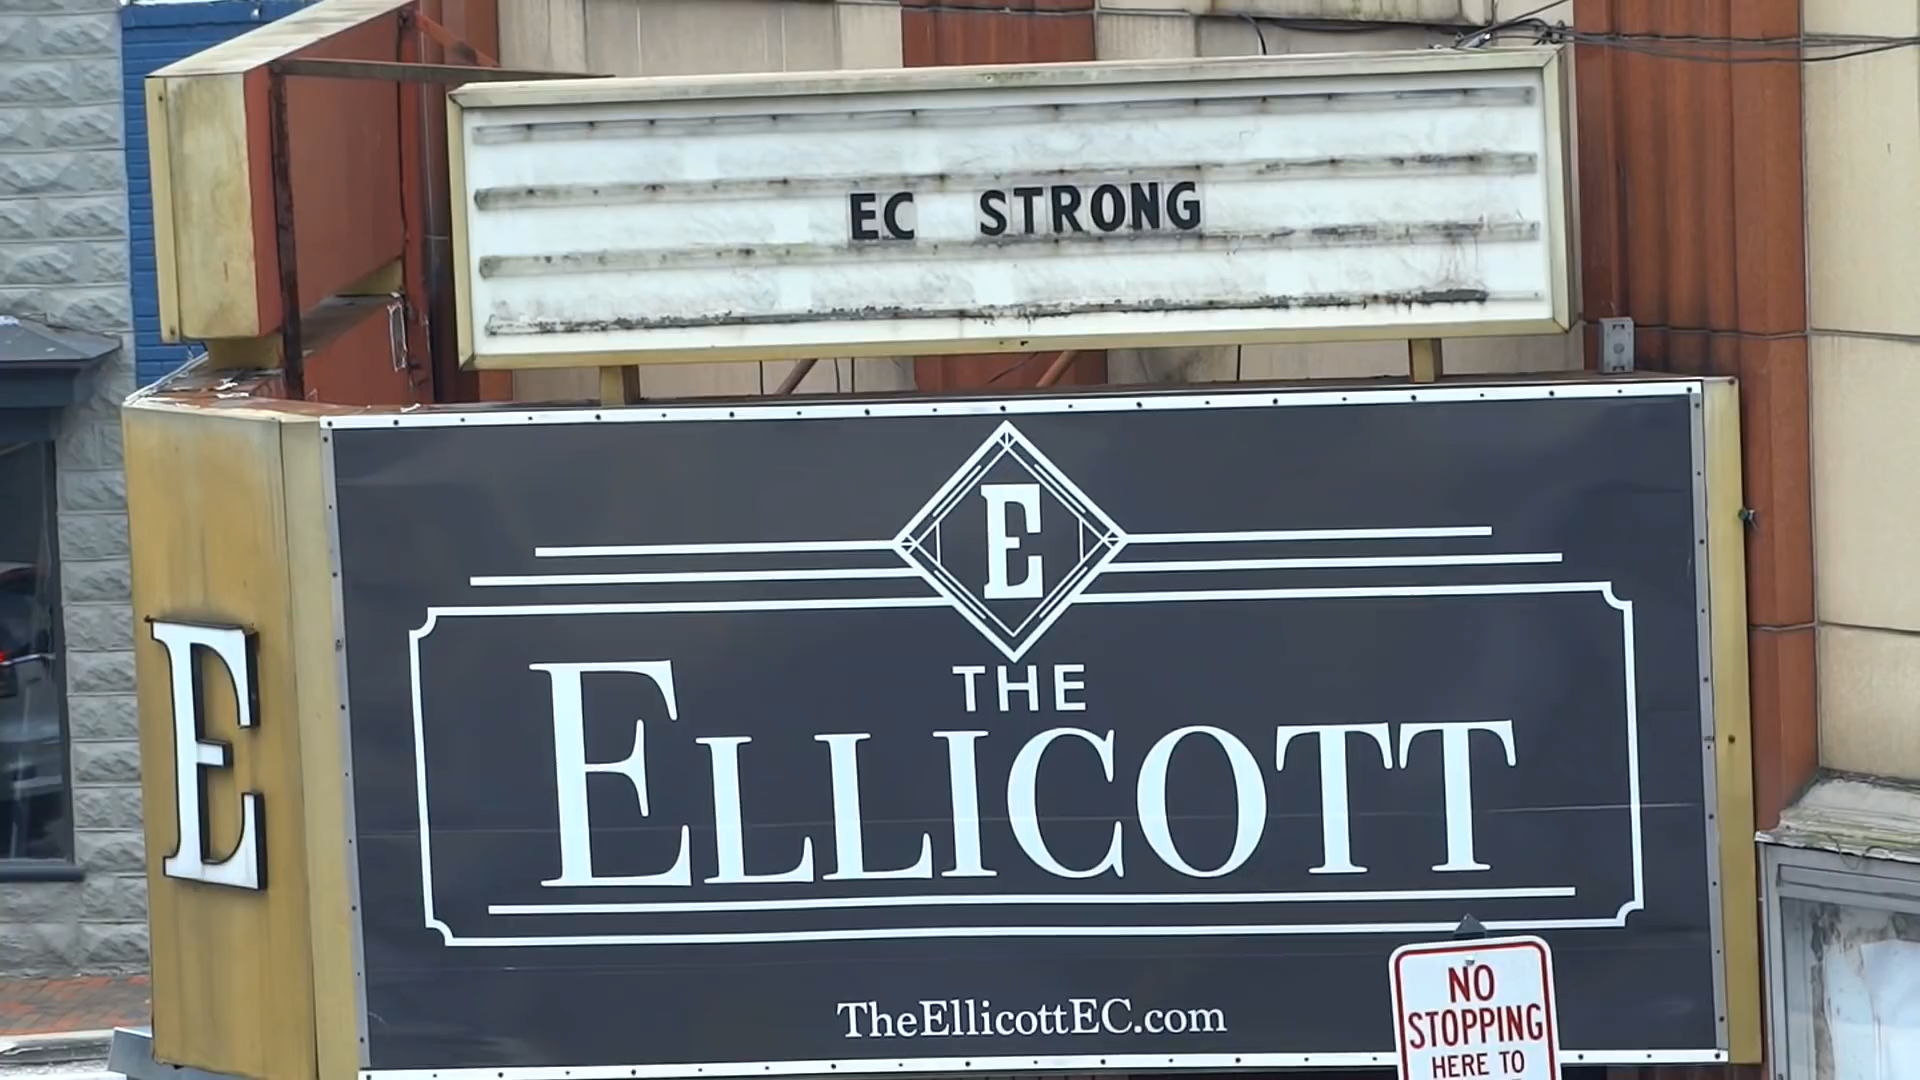 EC STRONG
E
THE
ELLICOTT
E
TheEllicottEC.com
NO
STOPPING
HERE TO